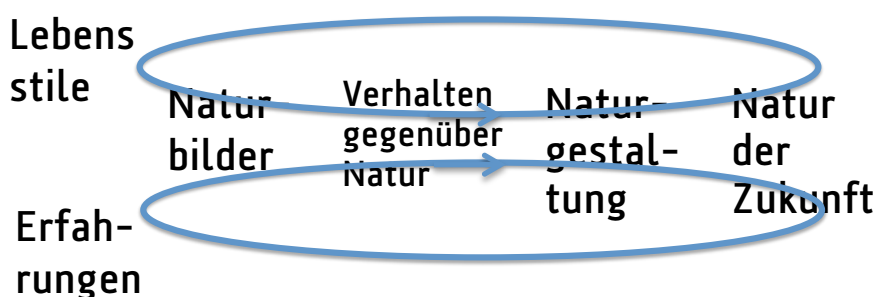 Lebens
stile
Natur-
bilder
Verhalten
gegenüber
Natur
Natur-
gestal-
tung
Natur
der
Zukunft
Erfah-
rungen